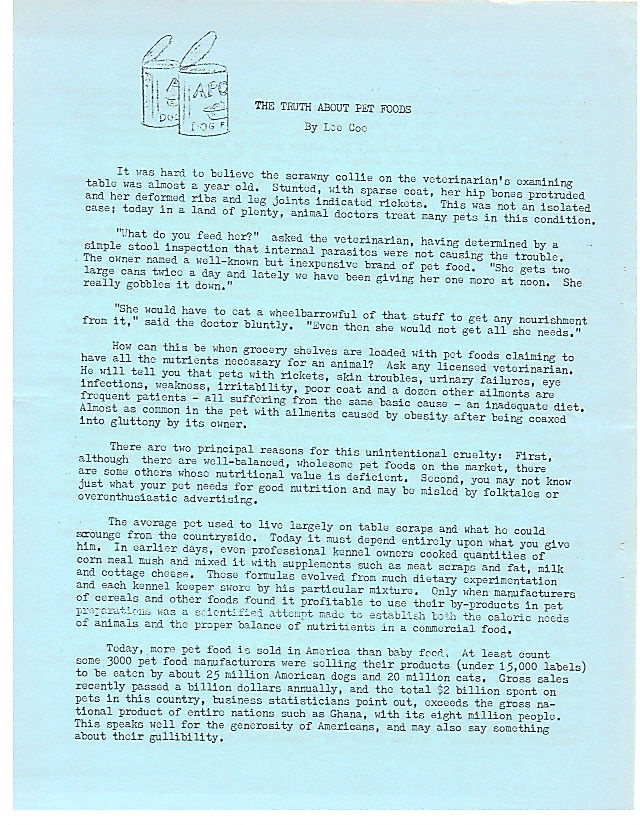 APO
DOG F
THE TRUTH ABOUT PET FOODS
By Lee Coe
It was hard to believe the scrawny collie on the veterinarian's examining
table was almost a year old. Stunted, with sparse coat, her hip bones protruded
and her deformed ribs and leg joints indicated rickets. This was not an isolated
case; today in a land of plenty, animal doctors treat many pets in this condition.
"What do you feed her?" asked the veterinarian, having determined by a
simple stool inspection that internal parasites were not causing the trouble.
The owner named a well-known but inexpensive brand of pet food. "She gets two
large cans twice a day and lately we have been giving her one more at noon. She
really gobbles it down."
"She would have to eat a wheelbarrowful of that stuff to get any nourishment
from it," said the doctor bluntly. "Even then she would not get all she needs."
How can this be when grocery shelves are loaded with pet foods claiming to
have all the nutrients necessary for an animal? Ask any licensed veterinarian.
He will tell you that pets with rickets, skin troubles, urinary failures, eye
infections, weakness, irritability, poor coat and a dozen other ailments are
frequent patients - all suffering from the same basic cause - an inadequate diet.
Almost as common in the pet with ailments caused by obesity after being coaxed
into gluttony by its owner.
There are two principal reasons for this unintentional cruelty: First,
although there are well-balanced, wholesome pet foods on the market, there
are some others whose nutritional value is deficient. Second, you may not know
just what your pet needs for good nutrition and may be misled by folktales or
overenthusiastic advertising.
The average pet used to live largely on table scraps and what he could
scrounge from the countryside. Today it must depend entirely upon what you give
him. In earlier days, even professional kennel owners cooked quantities of
corn meal mush and mixed it with supplements such as meat scraps and fat, milk
and cottage cheese. These formulas evolved from much dietary experimentation
and each kennel keeper swore by his particular mixture. Only when manufacturers
of cereals and other foods found it profitable to use their by-products in pet
preparations was a scientified attempt made to establish both the caloric needs
of animals and the proper balance of nutritients in a commercial food.
Today, more pet food is sold in America than baby food. At least count
some 3000 pet food manufacturers were selling their products (under 15,000 labels)
to be eaten by about 25 million American dogs and 20 million cats. Gross sales
recently passed a billion dollars annually, and the total $2 billion spent on
pets in this country, business statisticians point out, exceeds the gross na-
tional product of entire nations such as Ghana, with its eight million people.
This speaks well for the generosity of Americans, and may also say something
about their gullibility.